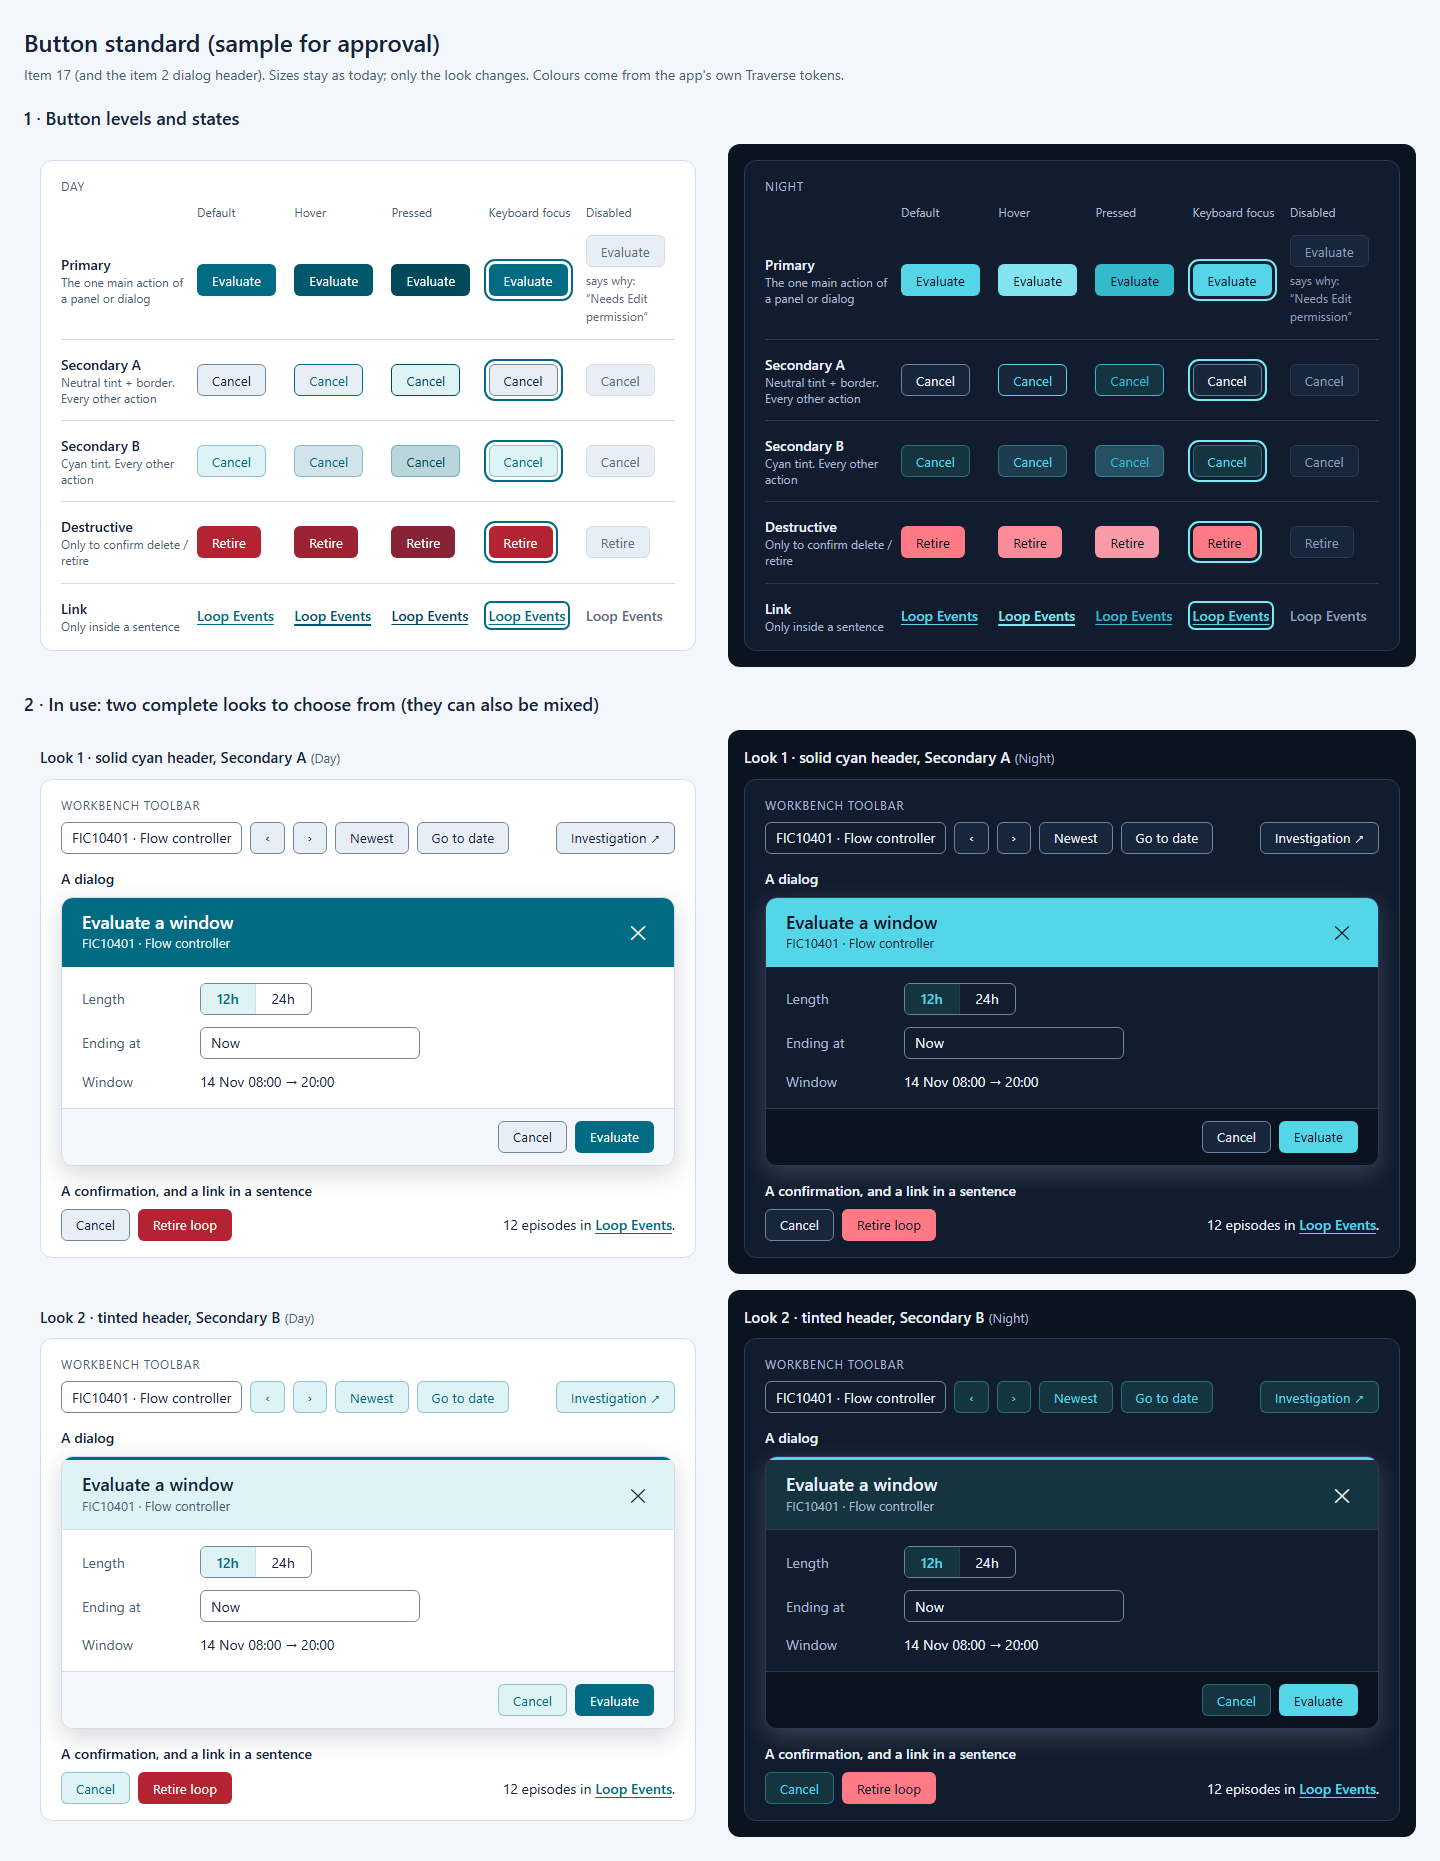 Button standard (sample for approval)
Item 17 (and the item 2 dialog header). Sizes stay as today; only the look changes. Colours come from the app's own Traverse tokens.
1 · Button levels and states
DAY
Default Hover Pressed Keyboard focus Disabled
Primary
The one main action of a panel or dialog
Evaluate Evaluate Evaluate Evaluate Evaluate
says why:
“Needs Edit
permission”
Secondary A
Neutral tint + border.
Every other action
Cancel Cancel Cancel Cancel Cancel
Secondary B
Cyan tint. Every other
action
Cancel Cancel Cancel Cancel Cancel
Destructive
Only to confirm delete /
retire
Retire Retire Retire Retire Retire
Link
Only inside a sentence
Loop Events Loop Events Loop Events Loop Events Loop Events
NIGHT
Default Hover Pressed Keyboard focus Disabled
Primary
The one main action of
a panel or dialog
Evaluate Evaluate Evaluate Evaluate Evaluate
says why:
“Needs Edit
permission”
Secondary A
Neutral tint + border.
Every other action
Cancel Cancel Cancel Cancel Cancel
Secondary B
Cyan tint. Every other
action
Cancel Cancel Cancel Cancel Cancel
Destructive
Only to confirm delete /
retire
Retire Retire Retire Retire Retire
Link
Only inside a sentence
Loop Events Loop Events Loop Events Loop Events Loop Events
2 · In use: two complete looks to choose from (they can also be mixed)
Look 1 · solid cyan header, Secondary A (Day)
WORKBENCH TOOLBAR
FIC10401 · Flow controller ‹ › Newest Go to date Investigation ↗
A dialog
Evaluate a window
FIC10401 · Flow controller
Length 12h 24h
Ending at Now
Window 14 Nov 08:00 → 20:00
Cancel Evaluate
A confirmation, and a link in a sentence
Cancel Retire loop 12 episodes in Loop Events.
Look 1 · solid cyan header, Secondary A (Night)
WORKBENCH TOOLBAR
FIC10401 · Flow controller ‹ › Newest Go to date Investigation ↗
A dialog
Evaluate a window
FIC10401 · Flow controller
Length 12h 24h
Ending at Now
Window 14 Nov 08:00 → 20:00
Cancel Evaluate
A confirmation, and a link in a sentence
Cancel Retire loop 12 episodes in Loop Events.
Look 2 · tinted header, Secondary B (Day)
WORKBENCH TOOLBAR
FIC10401 · Flow controller ‹ › Newest Go to date Investigation ↗
A dialog
Evaluate a window
FIC10401 · Flow controller
Length 12h 24h
Ending at Now
Window 14 Nov 08:00 → 20:00
Cancel Evaluate
A confirmation, and a link in a sentence
Cancel Retire loop 12 episodes in Loop Events.
Look 2 · tinted header, Secondary B (Night)
WORKBENCH TOOLBAR
FIC10401 · Flow controller ‹ › Newest Go to date Investigation ↗
A dialog
Evaluate a window
FIC10401 · Flow controller
Length 12h 24h
Ending at Now
Window 14 Nov 08:00 → 20:00
Cancel Evaluate
A confirmation, and a link in a sentence
Cancel Retire loop 12 episodes in Loop Events.